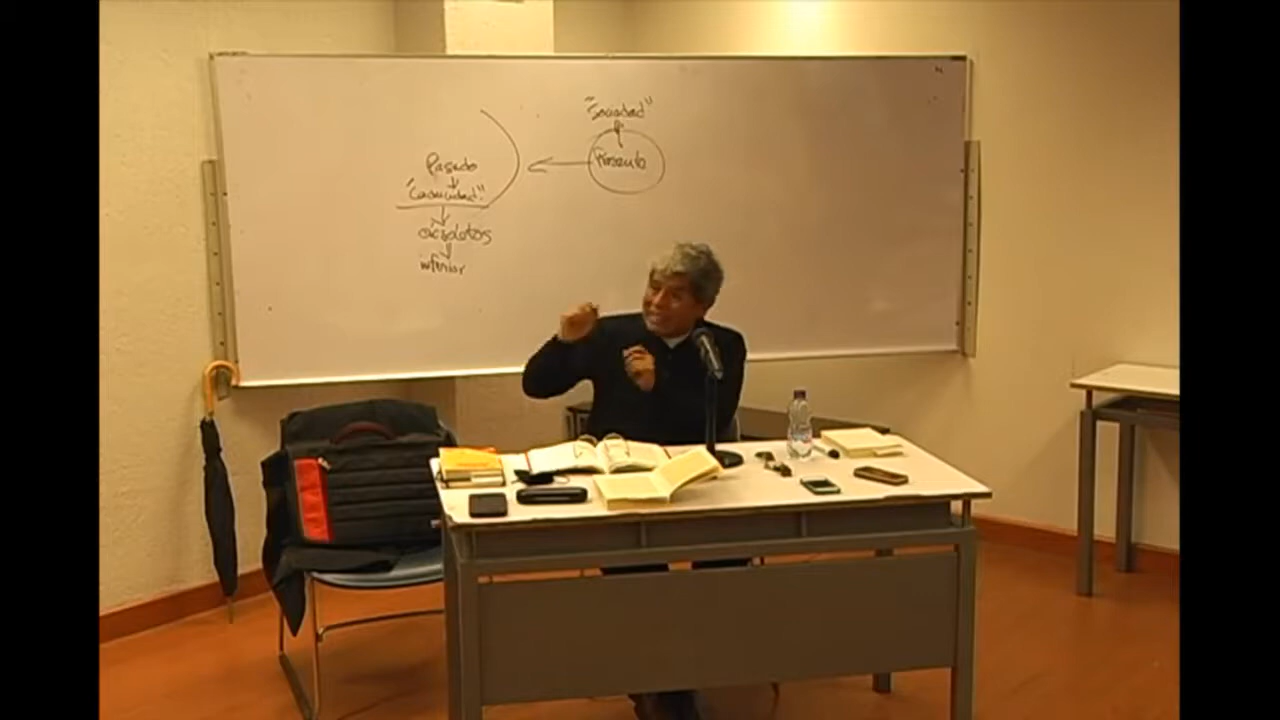 "Sociedad"
Presente
Pasado
"Comunidad"
obsoletos
inferior